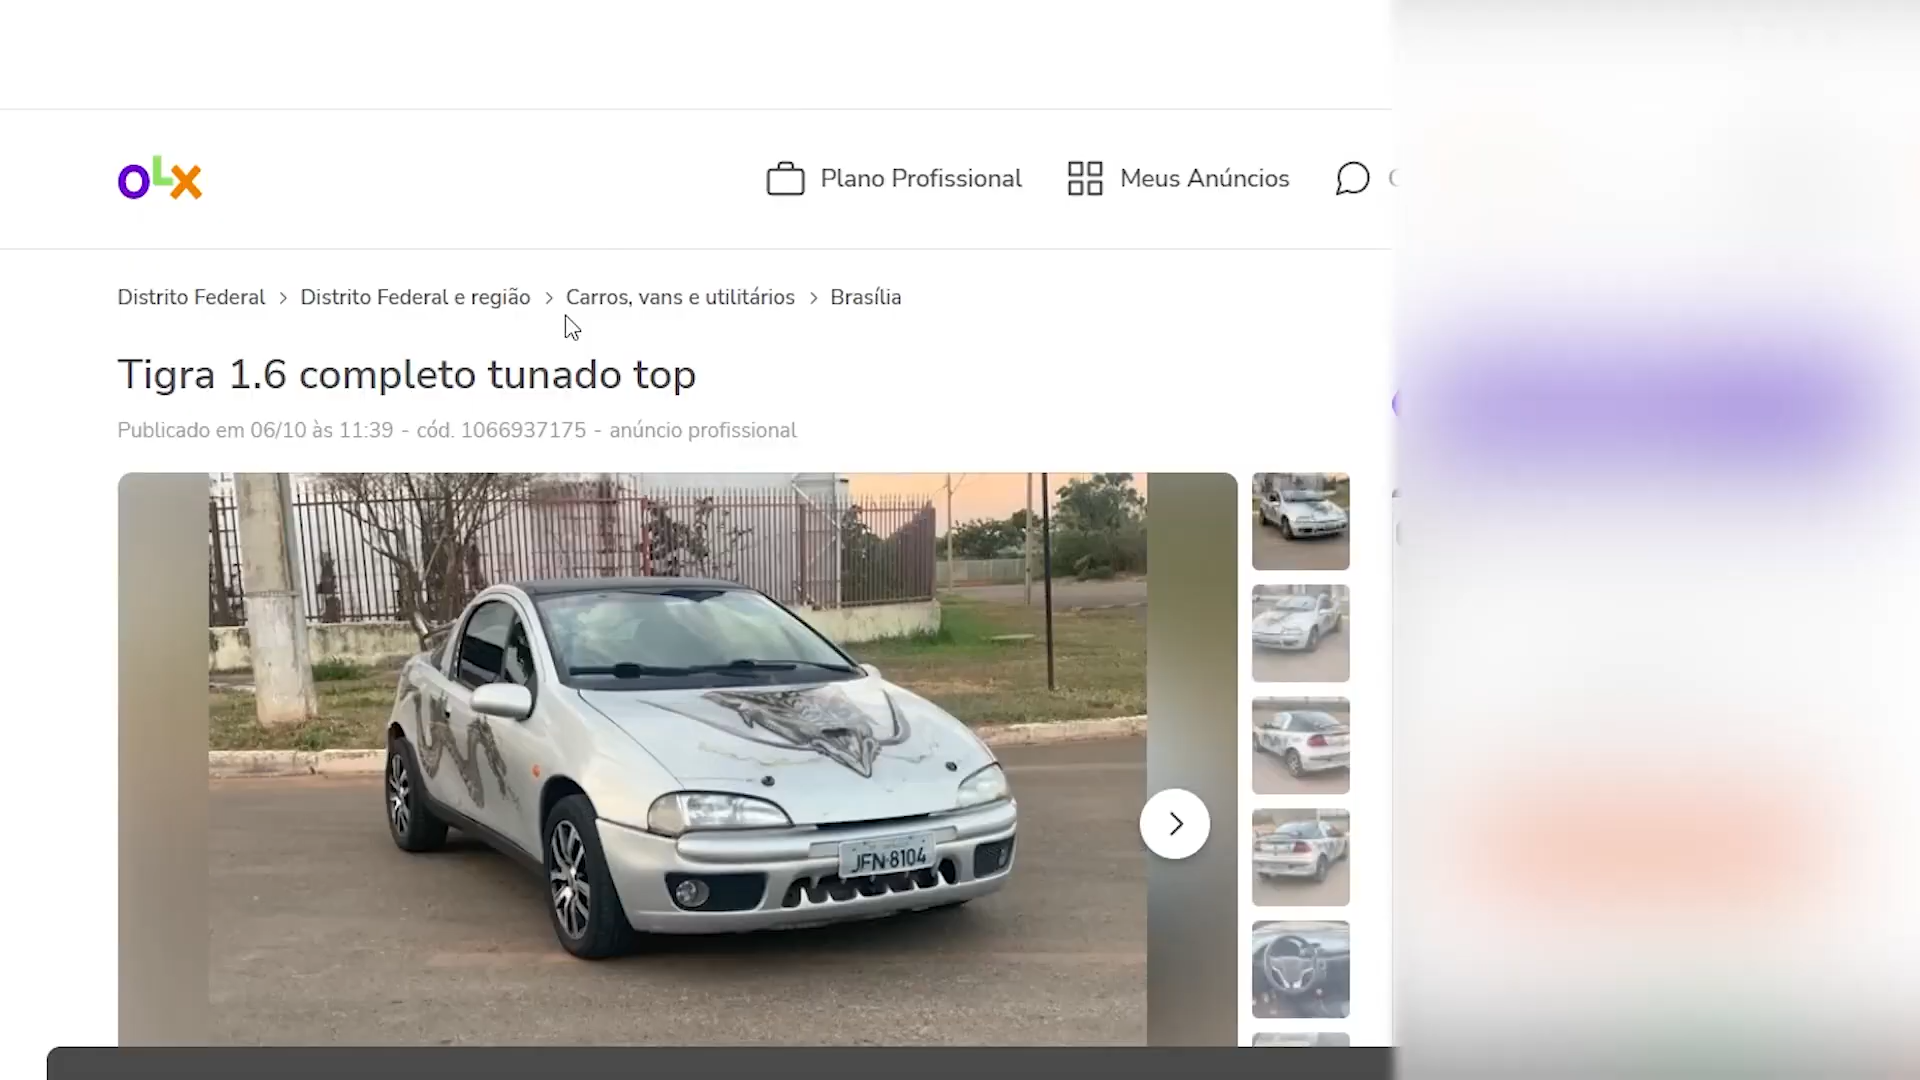 OLX
Plano Profissional
Meus Anúncios
Distrito Federal > Distrito Federal e região > Carros, vans e utilitários > Brasília
Tigra 1.6 completo tunado top
Publicado em 06/10 às 11:39 - cód. 1066937175 - anúncio profissional
JFN-8104